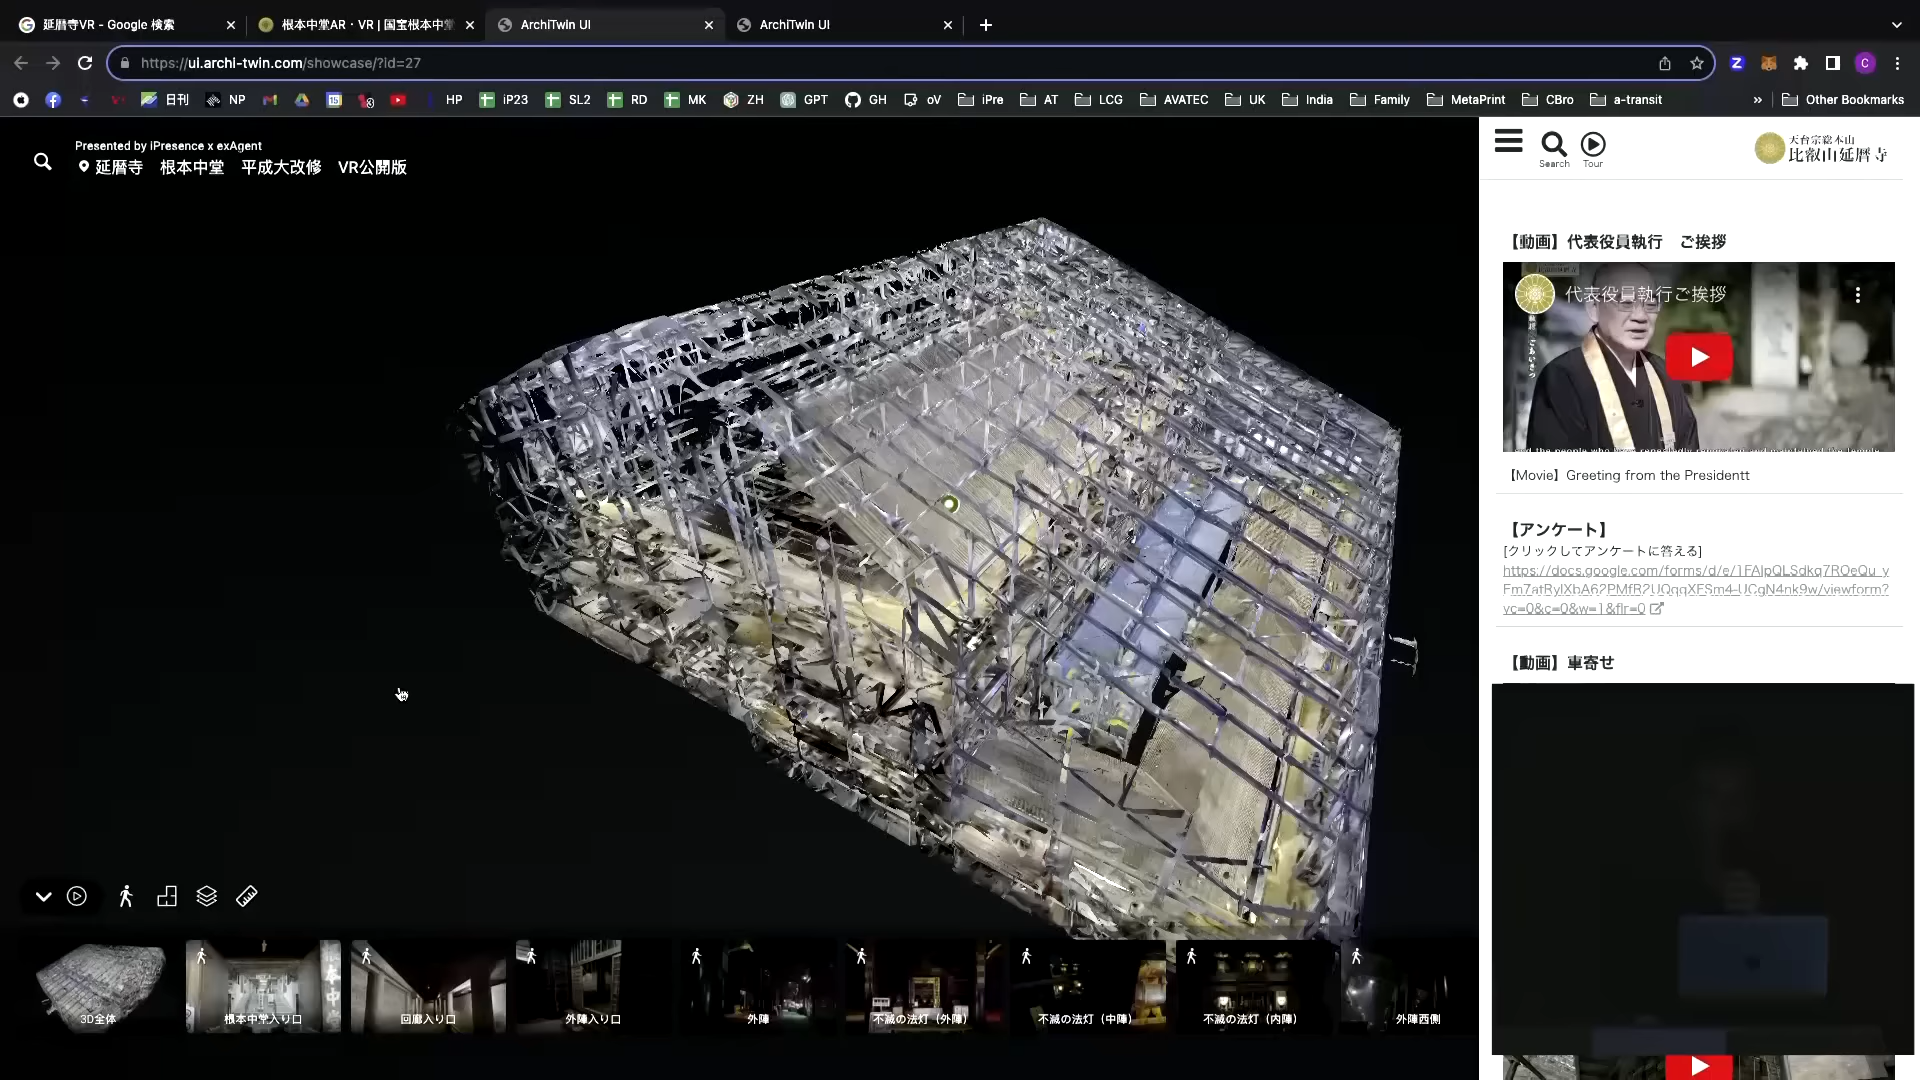 延暦寺VR - Google 検索
根本中堂AR・VR | 国宝根本中堂
ArchiTwin UI
ArchiTwin UI
https://ui.archi-twin.com/showcase/?id=27
日刊 NP HP iP23 SL2 RD MK ZH GPT GH oV iPre AT LCG AVATEC UK India Family MetaPrint CBro a-transit » Other Bookmarks
Presented by iPresence x exAgent
延暦寺 根本中堂 平成大改修 VR公開版
Search
Tour
天台宗総本山
比叡山延暦寺
【動画】代表役員執行 ご挨拶
代表役員執行ご挨拶
【Movie】Greeting from the Presidentt
【アンケート】
[クリックしてアンケートに答える]
https://docs.google.com/forms/d/e/1FAIpQLSdkq7ROeQu_y
Fm7atRyIXbA62PMfR2UQqgXFSm4-UCgN4nk9w/viewform?
vc=0&c=0&w=1&flr=0
【動画】車寄せ
3D全体
根本中堂入り口
回廊入り口
外陣入り口
外陣
不滅の法灯（外陣）
不滅の法灯（中陣）
不滅の法灯（内陣）
外陣西側